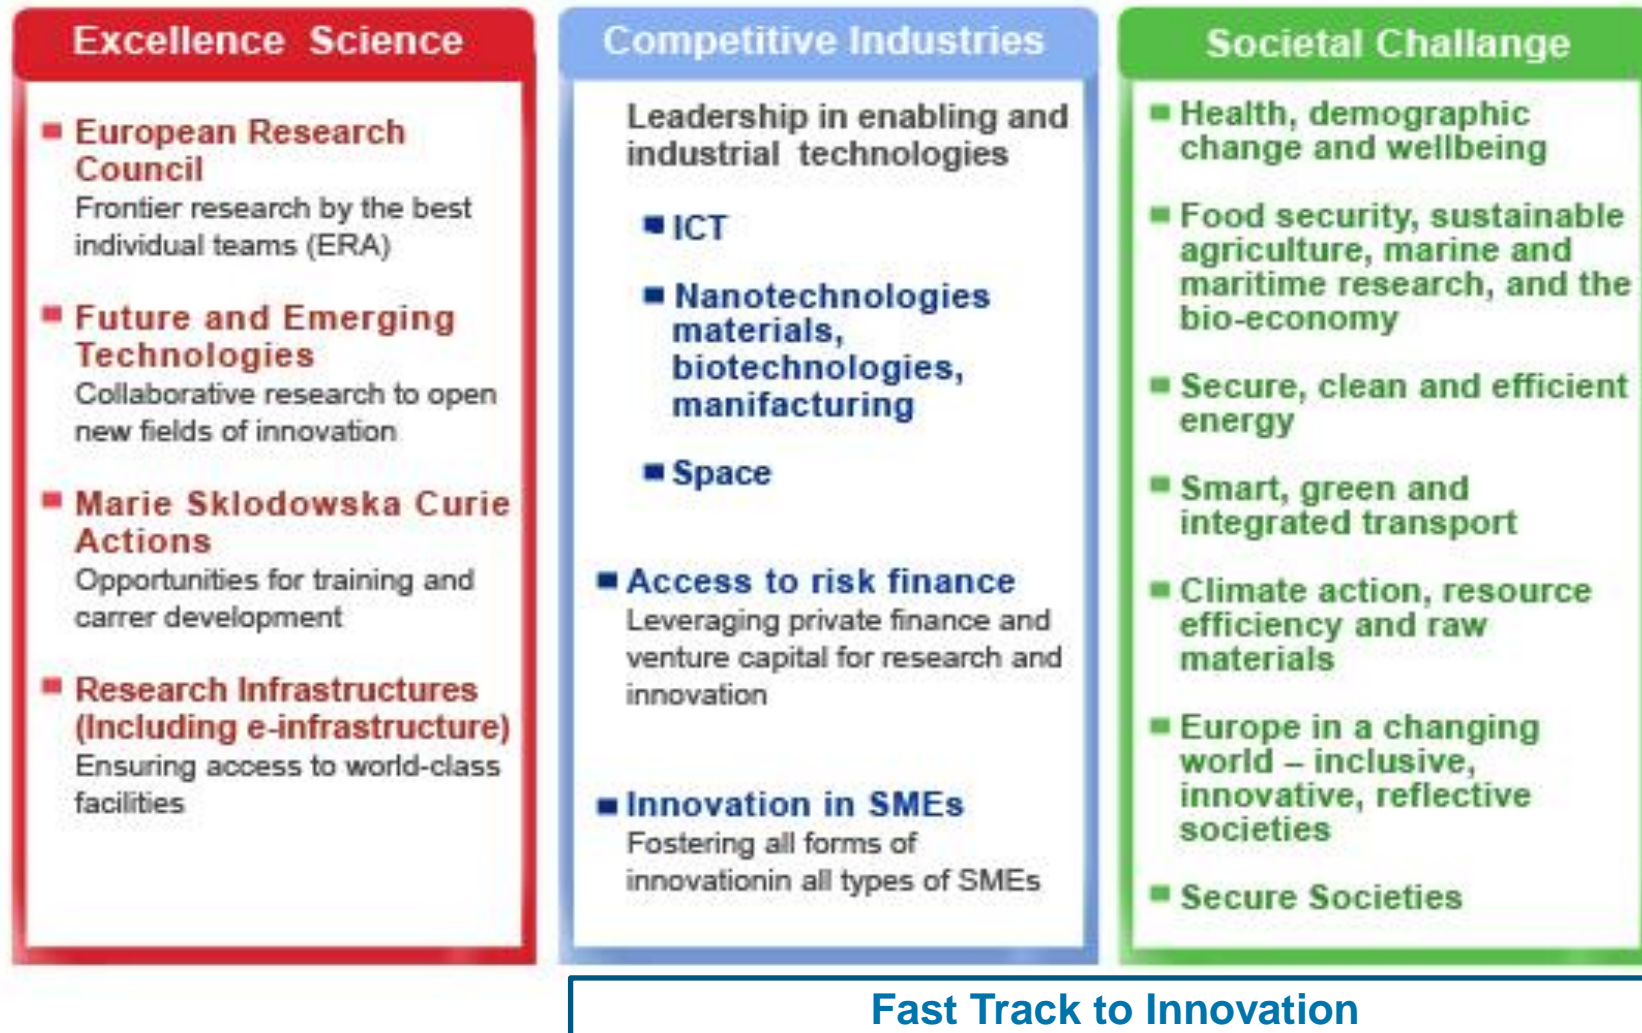 Excellence Science
European Research
Council
Frontier research by the best
individual teams (ERA)
Future and Emerging
Technologies
Collaborative research to open
new fields of innovation
Marie Sklodowska Curie
Actions
Opportunities for training and
carrer development
Research Infrastructures
(Including e-infrastructure)
Ensuring access to world-class
facilities
Competitive Industries
Leadership in enabling and
industrial technologies
ICT
Nanotechnologies
materials,
biotechnologies,
manifacturing
Space
Access to risk finance
Leveraging private finance and
venture capital for research and
innovation
Innovation in SMEs
Fostering all forms of
innovationin all types of SMEs
Societal Challange
Health, demographic
change and wellbeing
Food security, sustainable
agriculture, marine and
maritime research, and the
bio-economy
Secure, clean and efficient
energy
Smart, green and
integrated transport
Climate action, resource
efficiency and raw
materials
Europe in a changing
world – inclusive,
innovative, reflective
societies
Secure Societies
Fast Track to Innovation